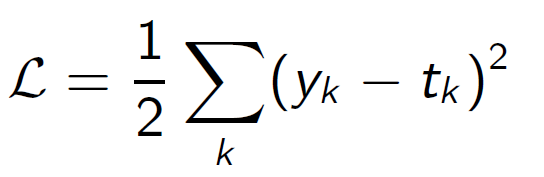 ℒ = 1/2 ∑_k (y_k − t_k)²